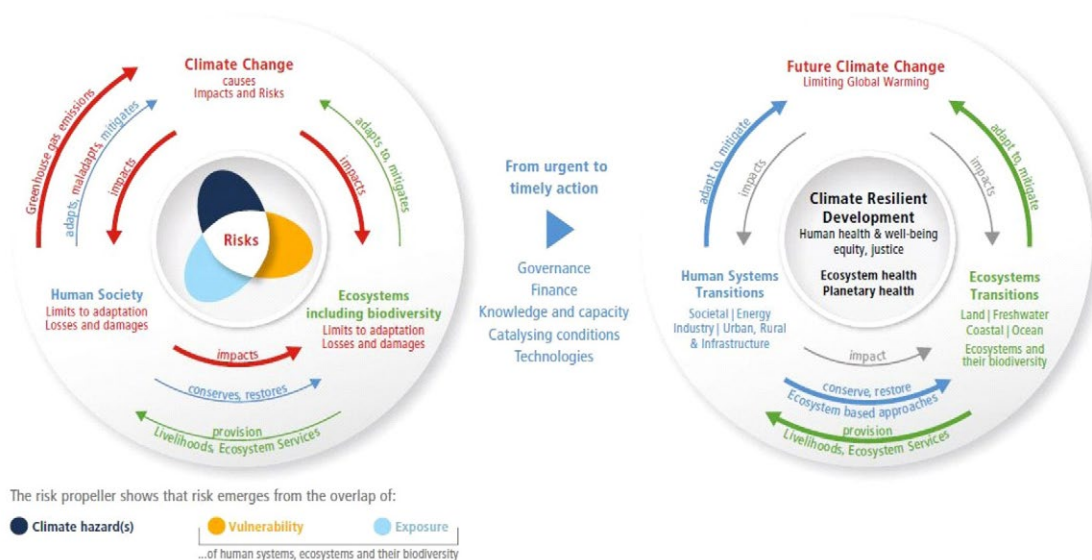 Climate Change
causes
Impacts and Risks
Greenhouse gas emissions
adapts, maladapts, mitigates
impacts
impacts
adapts to, mitigates
Risks
Human Society
Limits to adaptation
Losses and damages
Ecosystems
including biodiversity
Limits to adaptation
Losses and damages
impacts
conserves, restores
provision
Livelihoods, Ecosystem Services
From urgent to
timely action
Governance
Finance
Knowledge and capacity
Catalysing conditions
Technologies
Future Climate Change
Limiting Global Warming
adapt to, mitigate
impacts
impacts
adapt to, mitigate
Climate Resilient
Development
Human health & well-being
equity, justice
Ecosystem health
Planetary health
Human Systems
Transitions
Societal | Energy
Industry | Urban, Rural
& Infrastructure
Ecosystems
Transitions
Land | Freshwater
Coastal | Ocean
Ecosystems and
their biodiversity
impact
conserve, restore
Ecosystem based approaches
provision
Livelihoods, Ecosystem Services
The risk propeller shows that risk emerges from the overlap of:
Climate hazard(s)
Vulnerability
Exposure
...of human systems, ecosystems and their biodiversity